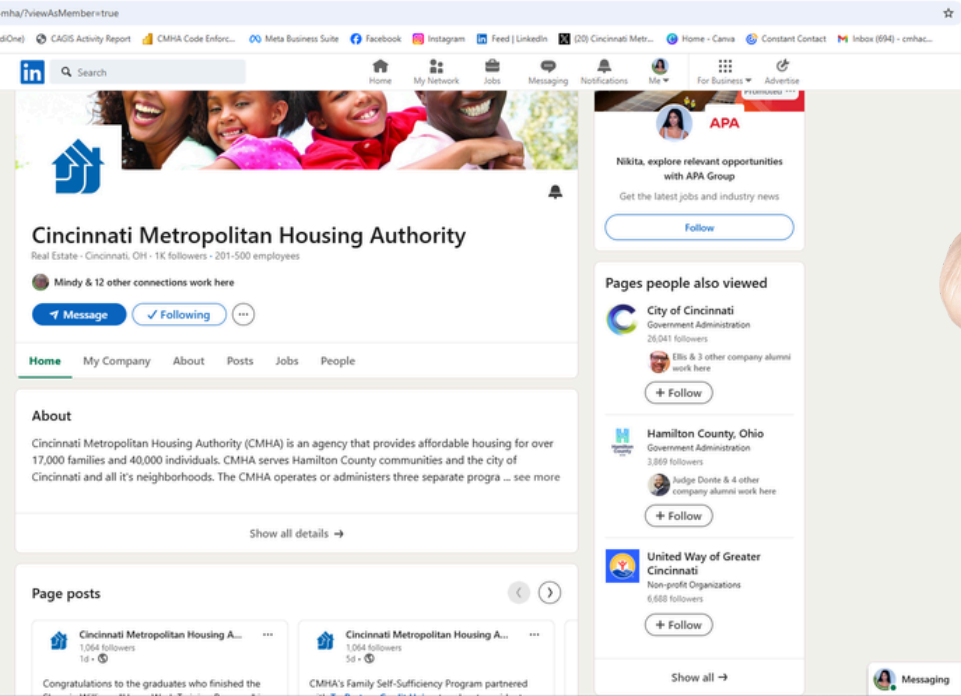 mha/?viewAsMember=true
diOne) CAGIS Activity Report CMHA Code Enforc... Meta Business Suite Facebook Instagram Feed | LinkedIn (20) Cincinnati Metr... Home - Canva Constant Contact Inbox (694) - cmhac...
in Search Home My Network Jobs Messaging Notifications Me For Business Advertise
Cincinnati Metropolitan Housing Authority
Real Estate · Cincinnati, OH · 1K followers · 201-500 employees
Mindy & 12 other connections work here
Message Following
Home My Company About Posts Jobs People
About
Cincinnati Metropolitan Housing Authority (CMHA) is an agency that provides affordable housing for over
17,000 families and 40,000 individuals. CMHA serves Hamilton County communities and the city of
Cincinnati and all it's neighborhoods. The CMHA operates or administers three separate progra ... see more
Show all details →
Page posts
Cincinnati Metropolitan Housing A... ...
1,064 followers
1d •
Congratulations to the graduates who finished the
Cincinnati Metropolitan Housing A... ...
1,064 followers
5d •
CMHA's Family Self-Sufficiency Program partnered
Promoted ...
APA
Nikita, explore relevant opportunities
with APA Group
Get the latest jobs and industry news
Follow
Pages people also viewed
City of Cincinnati
Government Administration
26,041 followers
Ellis & 3 other company alumni
work here
+ Follow
Hamilton County, Ohio
Government Administration
3,869 followers
Judge Donte & 4 other
company alumni work here
+ Follow
United Way of Greater
Cincinnati
Non-profit Organizations
6,688 followers
+ Follow
Show all →
Messaging